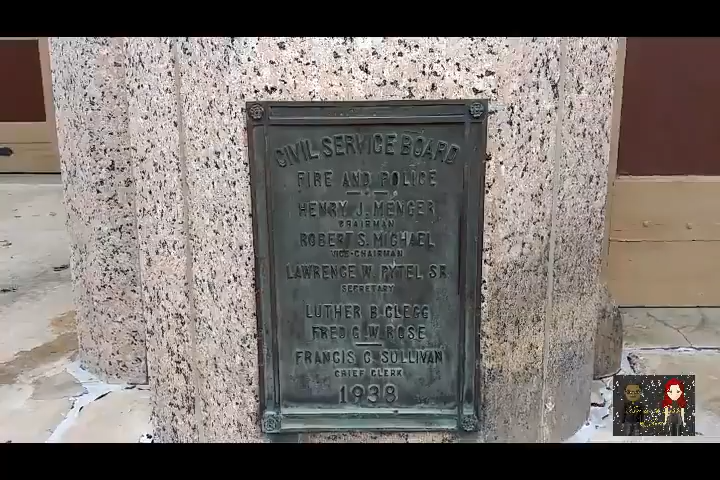 CIVIL SERVICE BOARD
FIRE AND POLICE
HENRY J. MENGER
CHAIRMAN
ROBERT S. MICHAEL
VICE-CHAIRMAN
LAWRENCE W. PYTEL SR.
SECRETARY
LUTHER B. CLEGG
FRED G. W. ROSE
FRANCIS C. SULLIVAN
CHIEF CLERK
1938